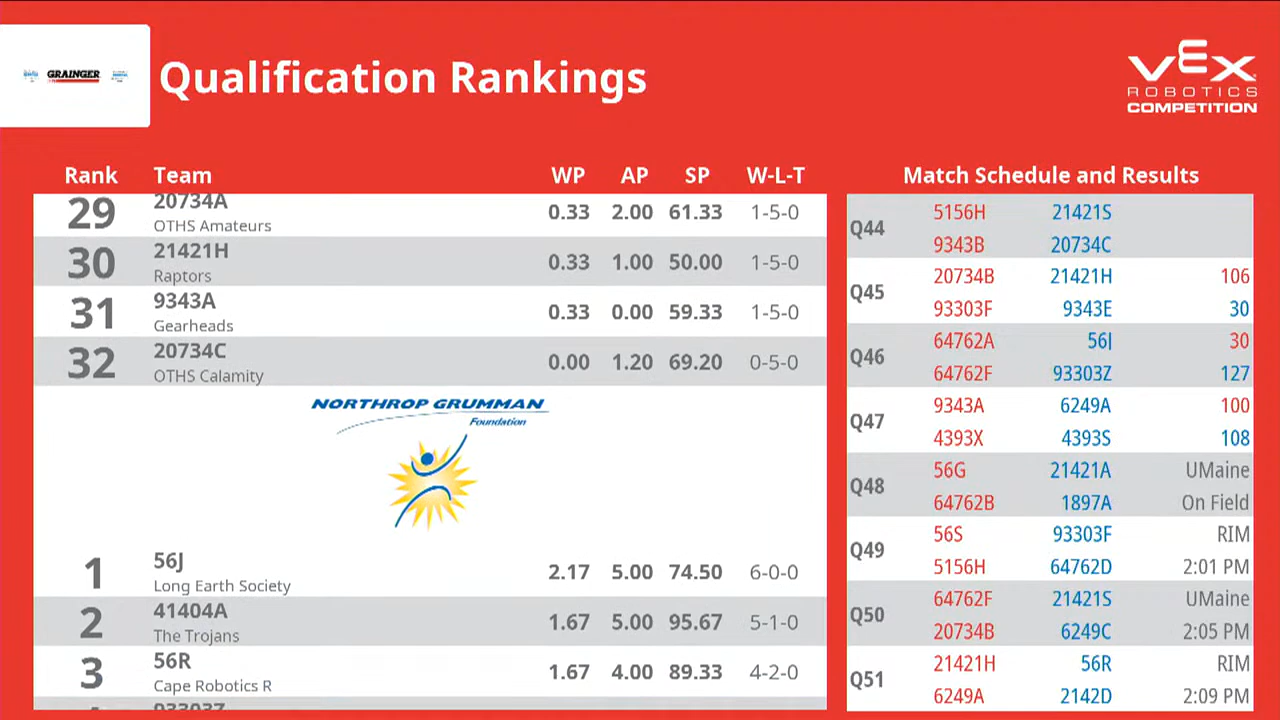 GRAINGER
Qualification Rankings
VEX
ROBOTICS
COMPETITION
Rank Team WP AP SP W-L-T
29 20734A 0.33 2.00 61.33 1-5-0
OTHS Amateurs
30 21421H 0.33 1.00 50.00 1-5-0
Raptors
31 9343A 0.33 0.00 59.33 1-5-0
Gearheads
32 20734C 0.00 1.20 69.20 0-5-0
OTHS Calamity
NORTHROP GRUMMAN
Foundation
1 56J 2.17 5.00 74.50 6-0-0
Long Earth Society
2 41404A 1.67 5.00 95.67 5-1-0
The Trojans
3 56R 1.67 4.00 89.33 4-2-0
Cape Robotics R
Match Schedule and Results
Q44 5156H 21421S
9343B 20734C
Q45 20734B 21421H 106
93303F 9343E 30
Q46 64762A 56J 30
64762F 93303Z 127
Q47 9343A 6249A 100
4393X 4393S 108
Q48 56G 21421A UMaine
64762B 1897A On Field
Q49 56S 93303F RIM
5156H 64762D 2:01 PM
Q50 64762F 21421S UMaine
20734B 6249C 2:05 PM
Q51 21421H 56R RIM
6249A 2142D 2:09 PM